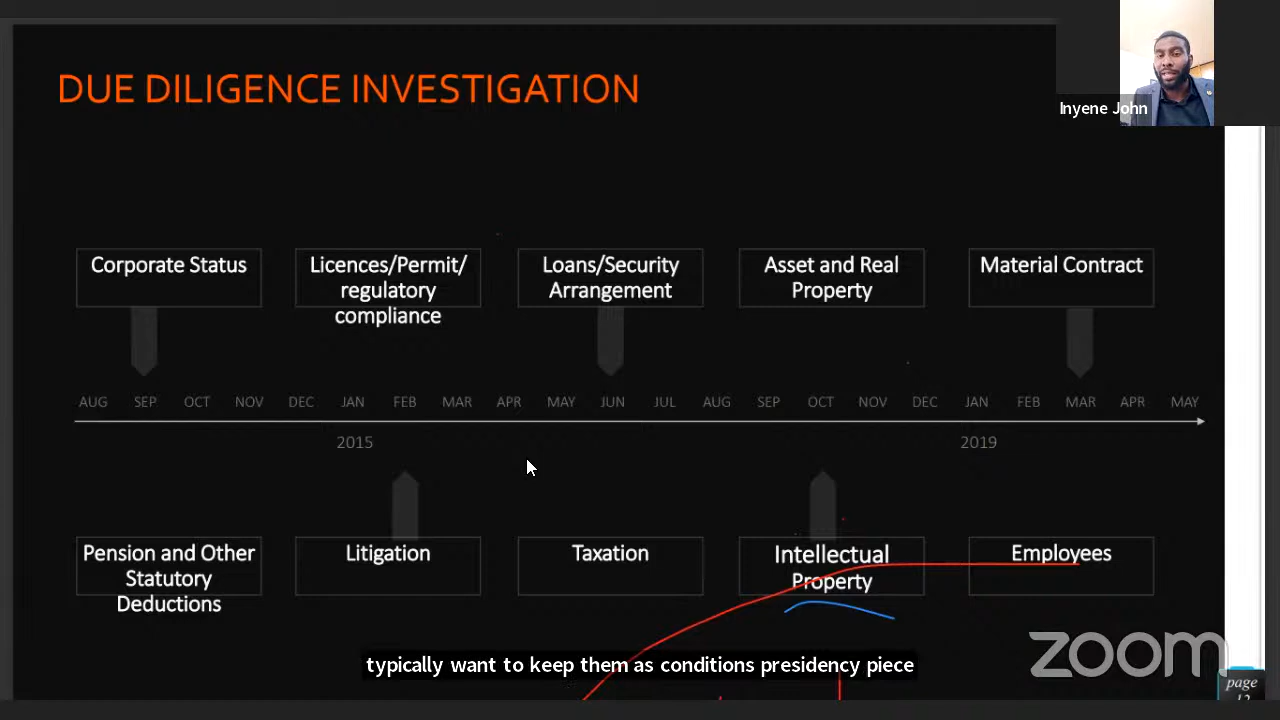 DUE DILIGENCE INVESTIGATION
Inyene John
Corporate Status
Licences/Permit/
regulatory
compliance
Loans/Security
Arrangement
Asset and Real
Property
Material Contract
AUG SEP OCT NOV DEC JAN FEB MAR APR MAY JUN JUL AUG SEP OCT NOV DEC JAN FEB MAR APR MAY
2015 2019
Pension and Other
Statutory
Deductions
Litigation
Taxation
Intellectual
Property
Employees
typically want to keep them as conditions presidency piece
zoom
page
12